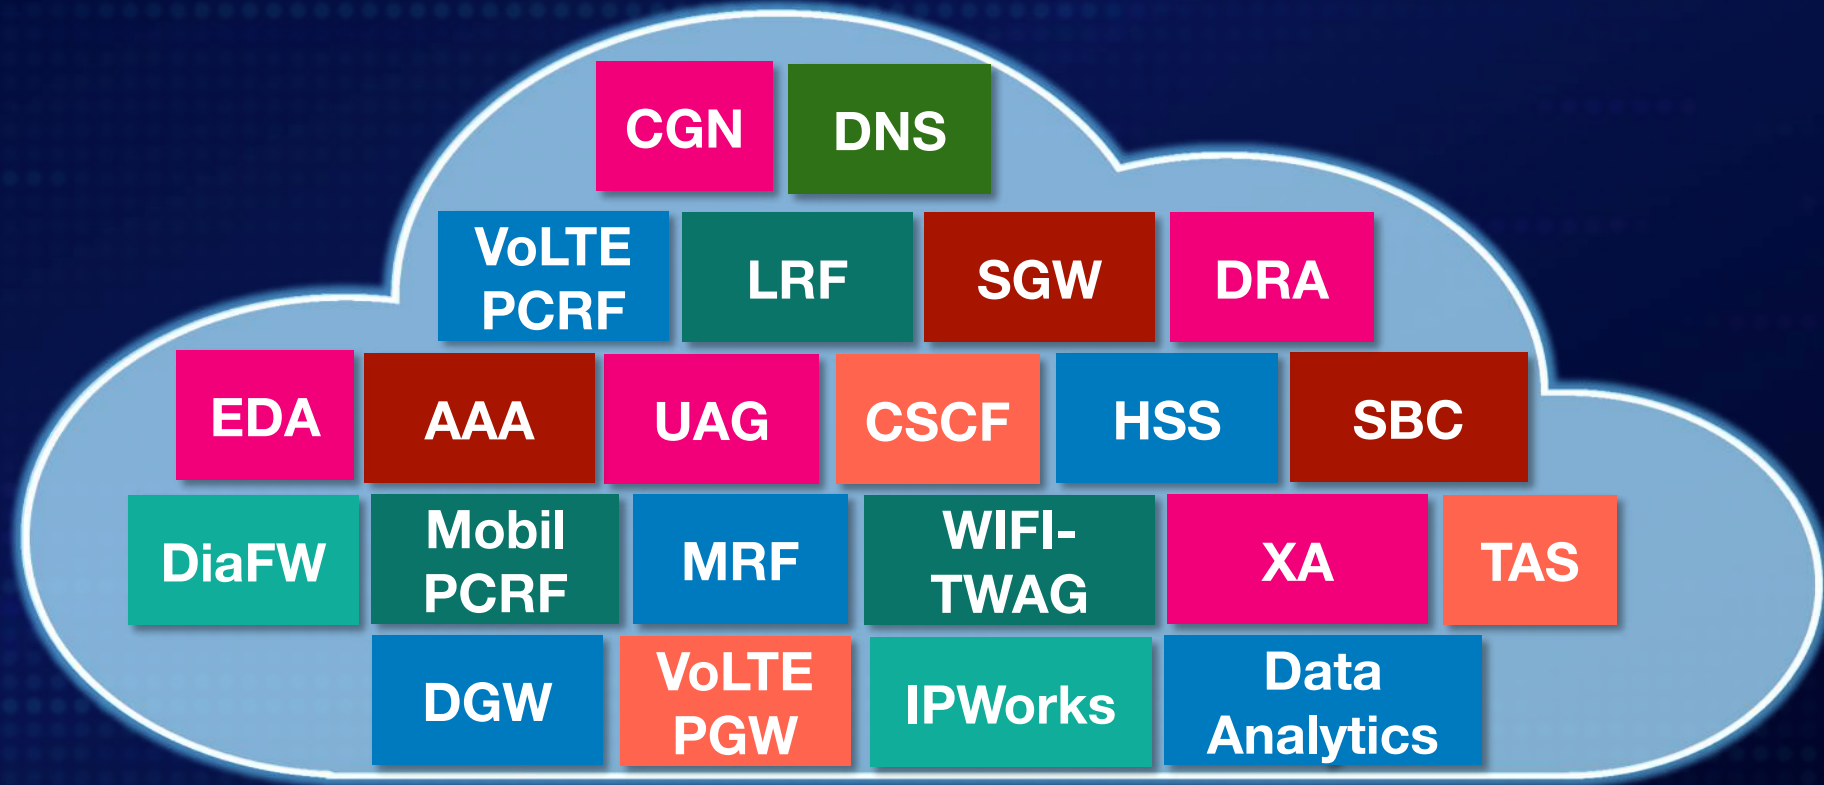 CGN DNS
VoLTE
PCRF
LRF SGW DRA
EDA AAA UAG CSCF HSS SBC
DiaFW
Mobil
PCRF
MRF
WIFI-
TWAG
XA TAS
DGW
VoLTE
PGW
IPWorks
Data
Analytics